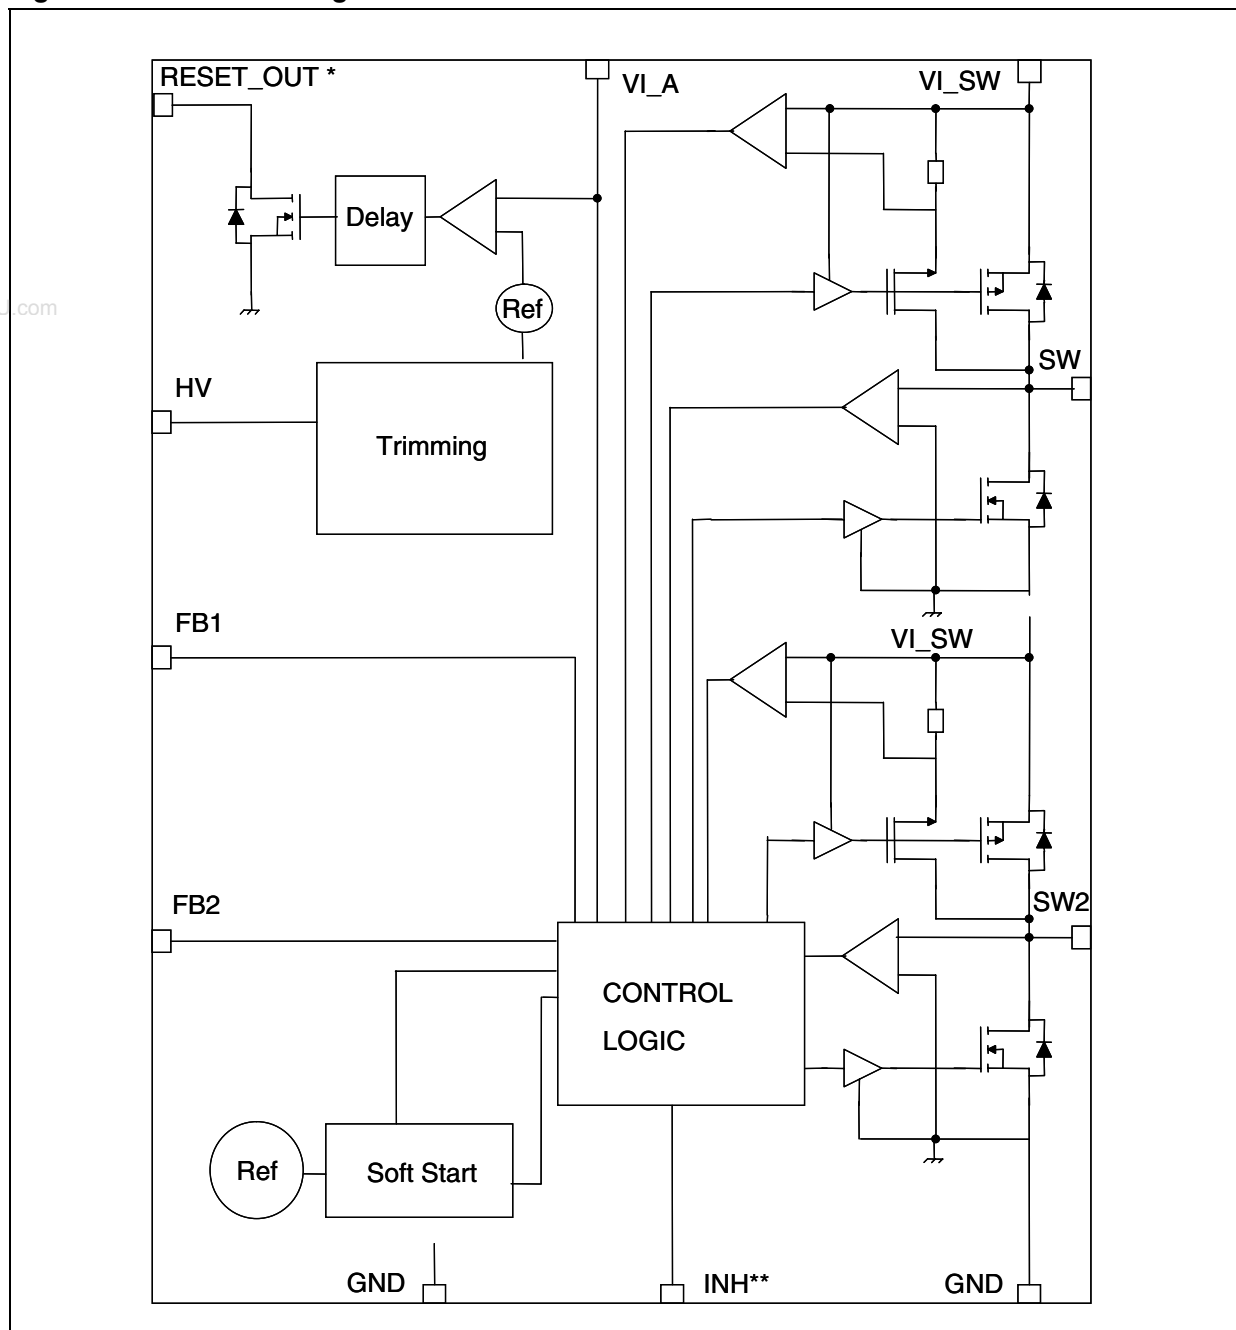 RESET_OUT *
VI_A
VI_SW
Delay
Ref
J.com
HV
SW
Trimming
FB1
VI_SW
FB2
SW2
CONTROL
LOGIC
Ref
Soft Start
GND
INH**
GND